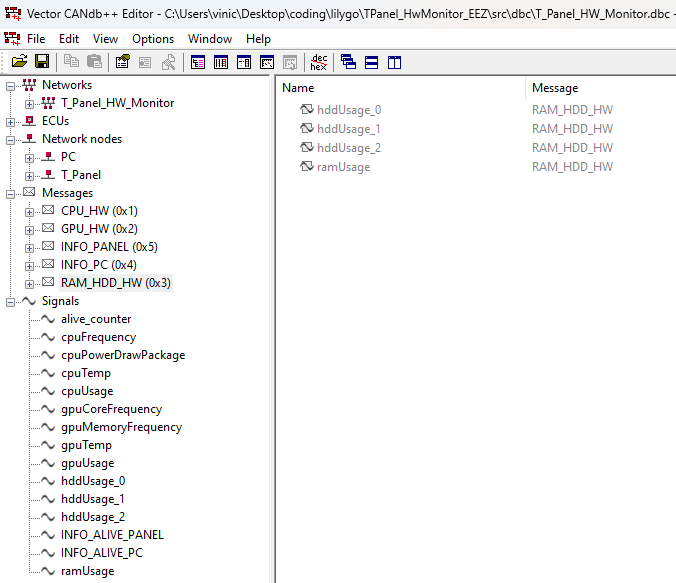 Vector CANdb++ Editor - C:\Users\vinic\Desktop\coding\lilygo\TPanel_HwMonitor_EEZ\src\dbc\T_Panel_HW_Monitor.dbc -
File Edit View Options Window Help
dec
hex
Networks
T_Panel_HW_Monitor
ECUs
Network nodes
PC
T_Panel
Messages
CPU_HW (0x1)
GPU_HW (0x2)
INFO_PANEL (0x5)
INFO_PC (0x4)
RAM_HDD_HW (0x3)
Signals
alive_counter
cpuFrequency
cpuPowerDrawPackage
cpuTemp
cpuUsage
gpuCoreFrequency
gpuMemoryFrequency
gpuTemp
gpuUsage
hddUsage_0
hddUsage_1
hddUsage_2
INFO_ALIVE_PANEL
INFO_ALIVE_PC
ramUsage
Name Message
hddUsage_0 RAM_HDD_HW
hddUsage_1 RAM_HDD_HW
hddUsage_2 RAM_HDD_HW
ramUsage RAM_HDD_HW